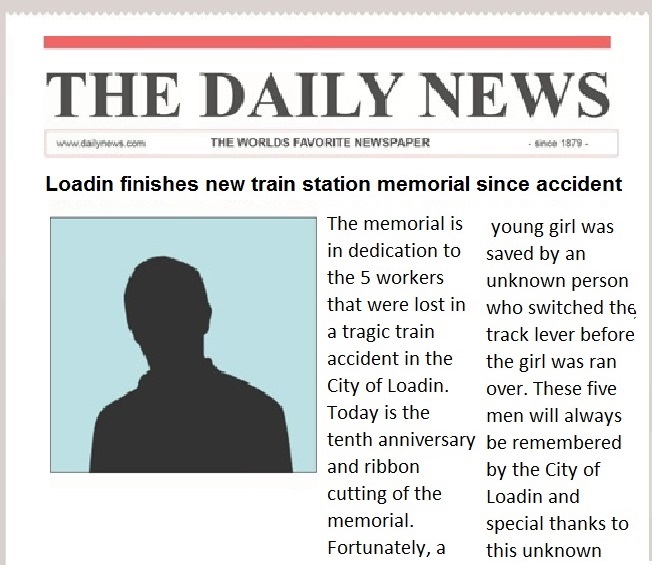 THE DAILY NEWS
www.dailynews.com THE WORLDS FAVORITE NEWSPAPER - since 1879 -
Loadin finishes new train station memorial since accident
The memorial is
in dedication to
the 5 workers
that were lost in
a tragic train
accident in the
City of Loadin.
Today is the
tenth anniversary
and ribbon
cutting of the
memorial.
Fortunately, a
young girl was
saved by an
unknown person
who switched the
track lever before
the girl was ran
over. These five
men will always
be remembered
by the City of
Loadin and
special thanks to
this unknown